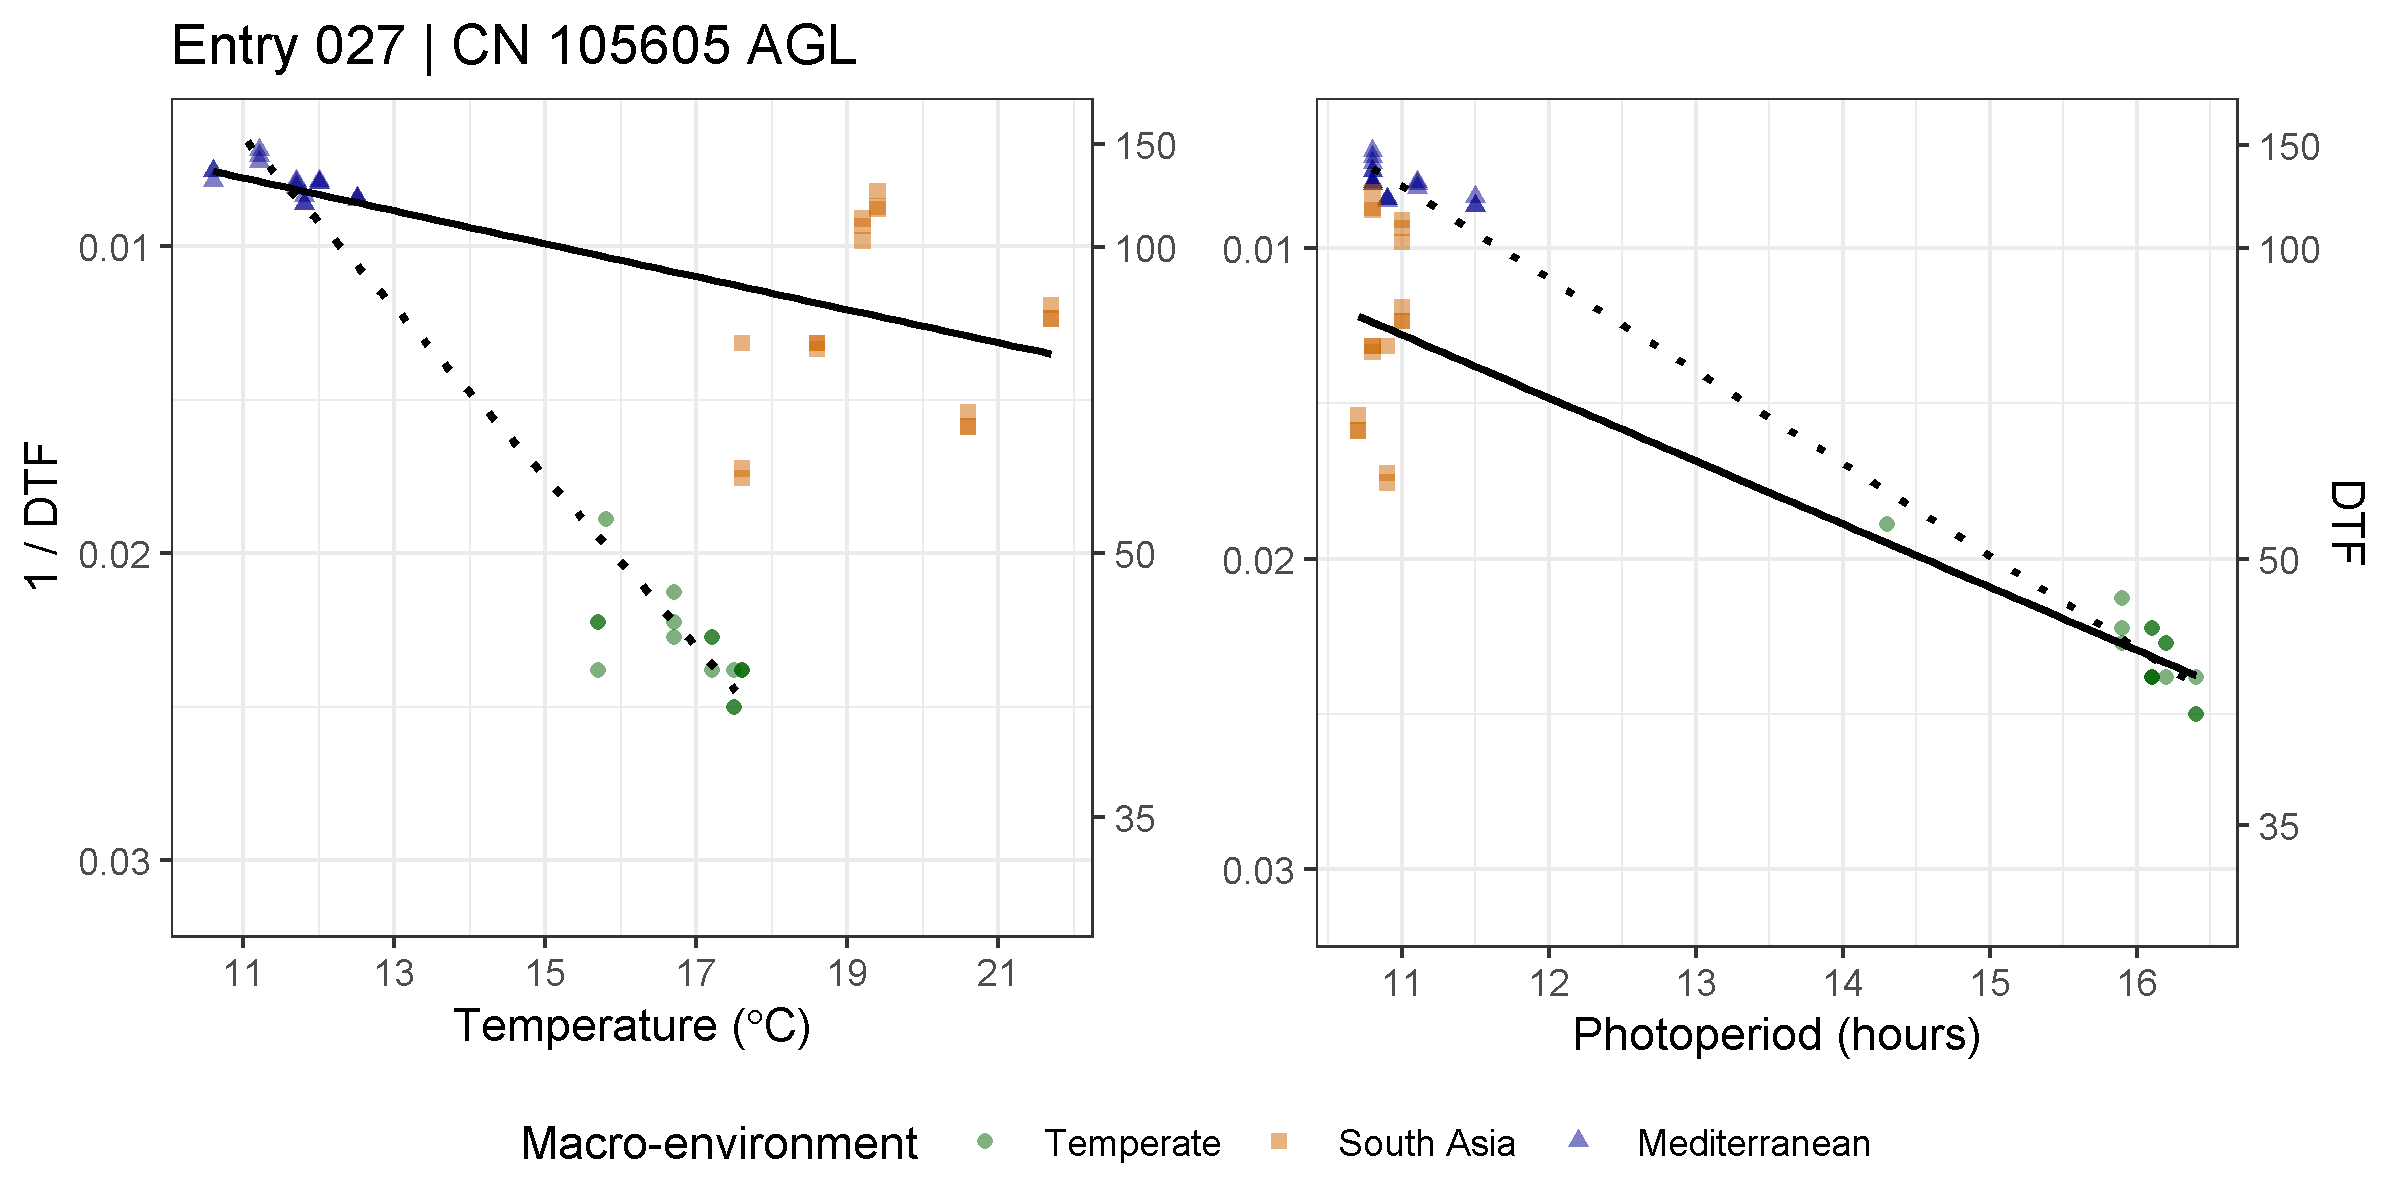 Entry 027 | CN 105605 AGL
1 / DTF
0.01
0.02
0.03
150
100
50
35
11 13 15 17 19 21
Temperature (°C)
0.01
0.02
0.03
150
100
50
35
DTF
11 12 13 14 15 16
Photoperiod (hours)
Macro-environment Temperate South Asia Mediterranean